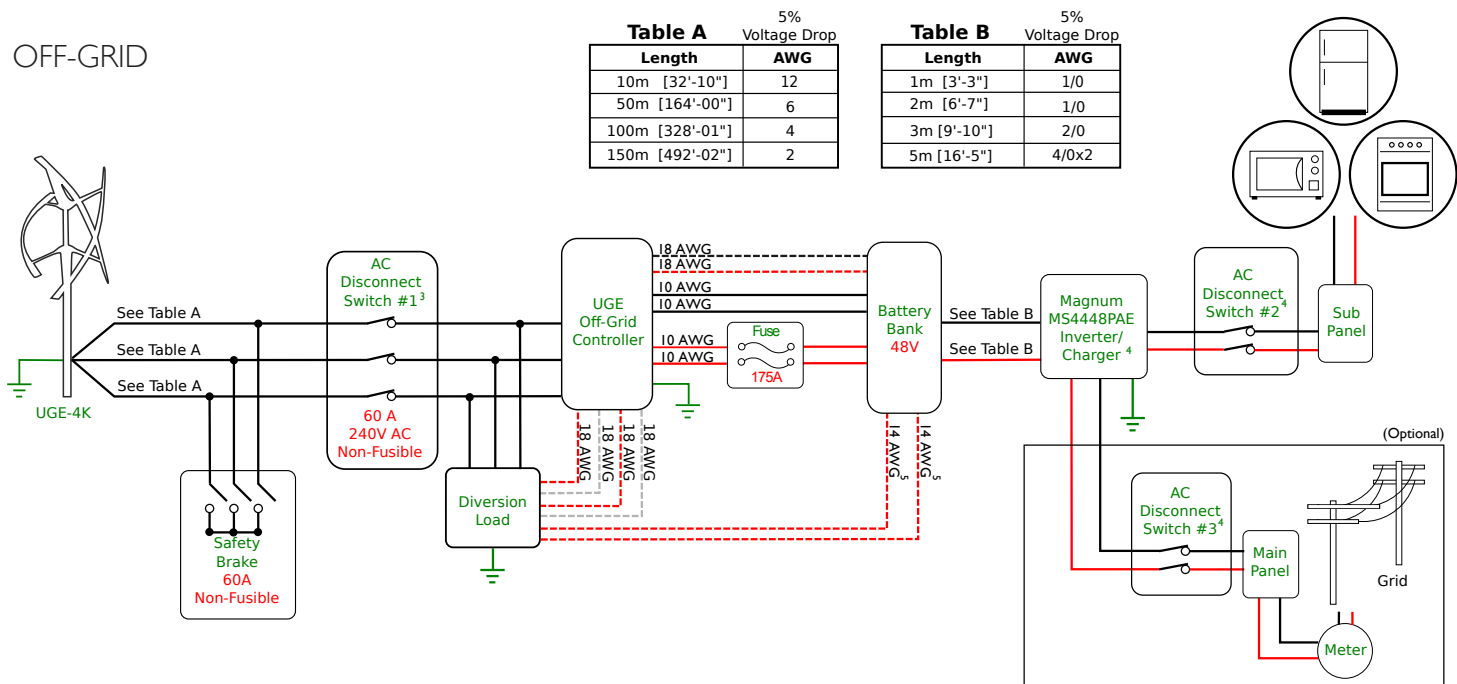 OFF-GRID
Table A
5%
Voltage Drop
Length AWG
10m [32'-10"] 12
50m [164'-00"] 6
100m [328'-01"] 4
150m [492'-02"] 2
Table B
5%
Voltage Drop
Length AWG
1m [3'-3"] 1/0
2m [6'-7"] 1/0
3m [9'-10"] 2/0
5m [16'-5"] 4/0x2
UGE-4K
See Table A
See Table A
See Table A
AC
Disconnect
Switch #1³
60 A
240V AC
Non-Fusible
Safety
Brake
60A
Non-Fusible
UGE
Off-Grid
Controller
Diversion
Load
18 AWG
18 AWG
18 AWG
18 AWG
18 AWG
18 AWG
10 AWG
10 AWG
10 AWG
10 AWG
Fuse
175A
Battery
Bank
48V
14 AWG⁵
14 AWG⁵
See Table B
See Table B
Magnum
MS4448PAE
Inverter/
Charger ⁴
AC
Disconnect
Switch #2⁴
Sub
Panel
(Optional)
AC
Disconnect
Switch #3⁴
Main
Panel
Grid
Meter